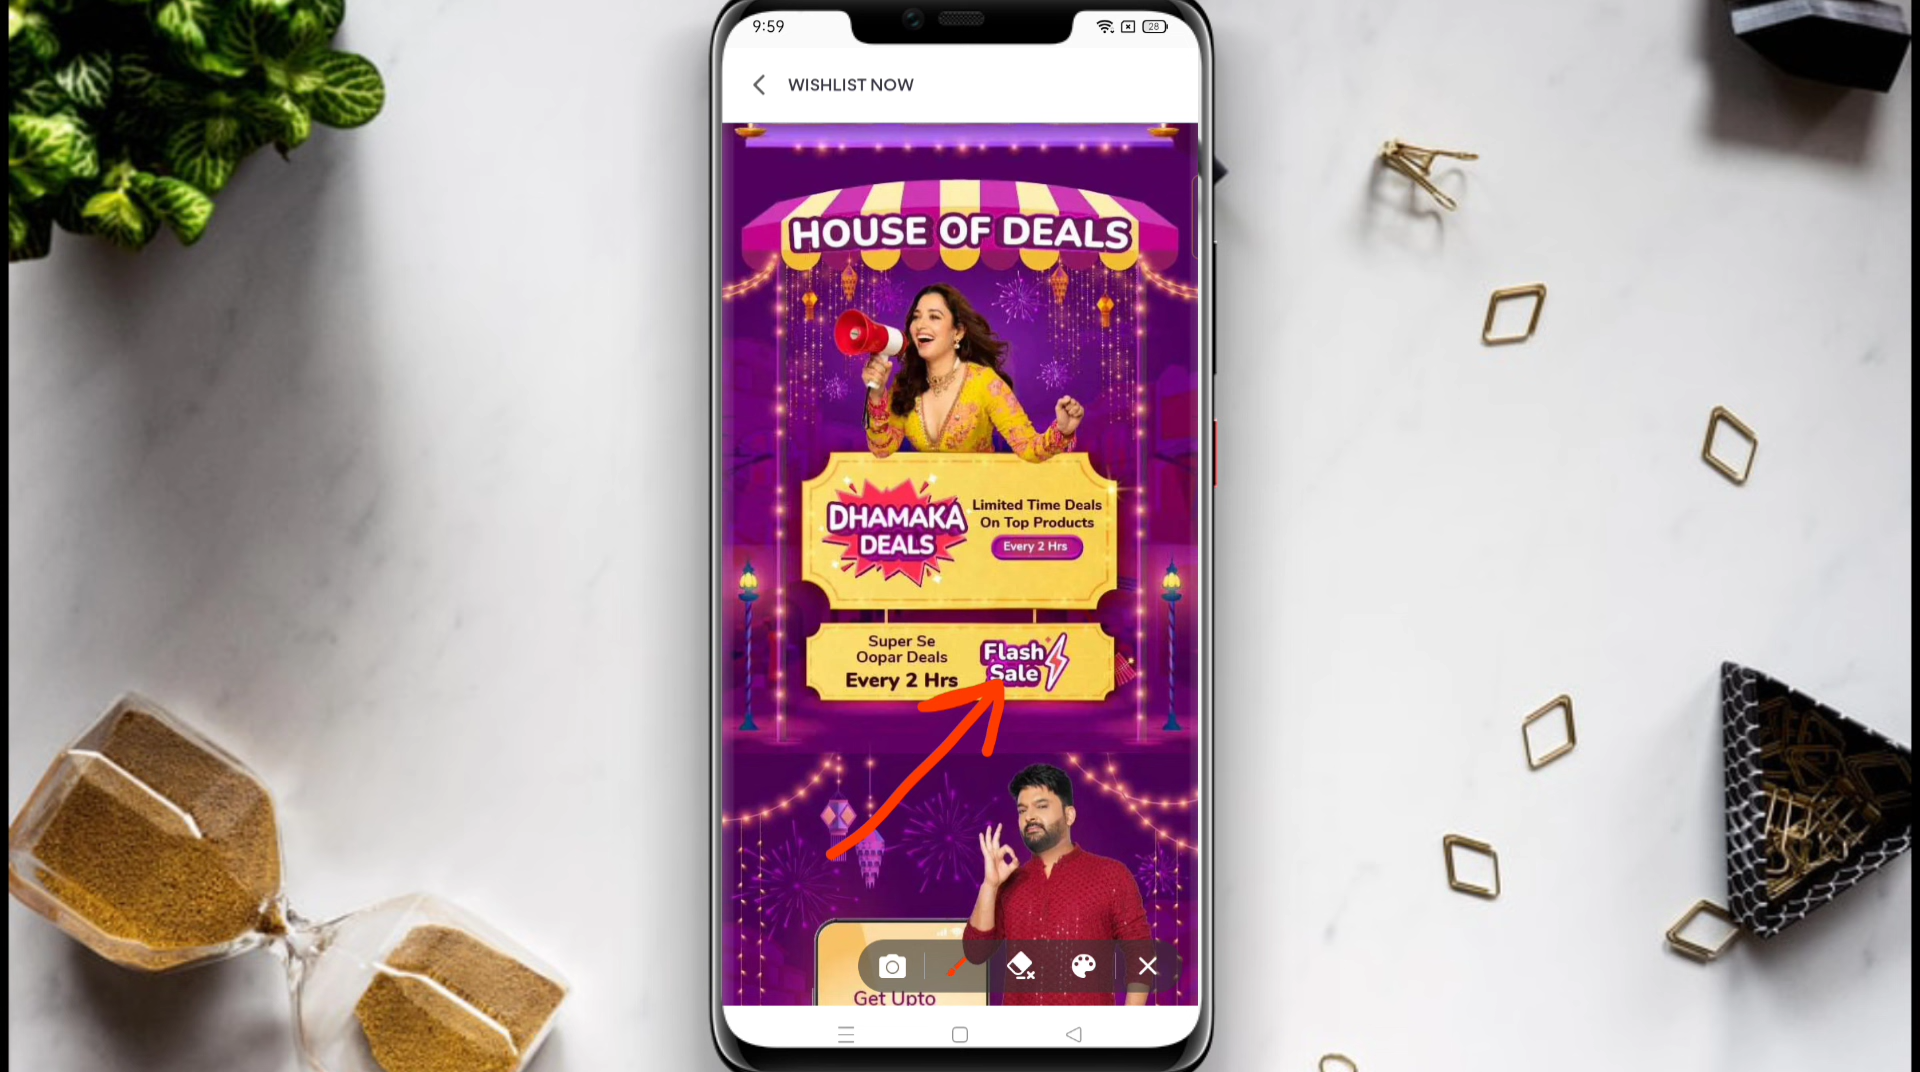 9:59
28
WISHLIST NOW
HOUSE OF DEALS
DHAMAKA
DEALS
Limited Time Deals
On Top Products
Every 2 Hrs
Super Se
Oopar Deals
Every 2 Hrs
Flash
Sale
Get Upto